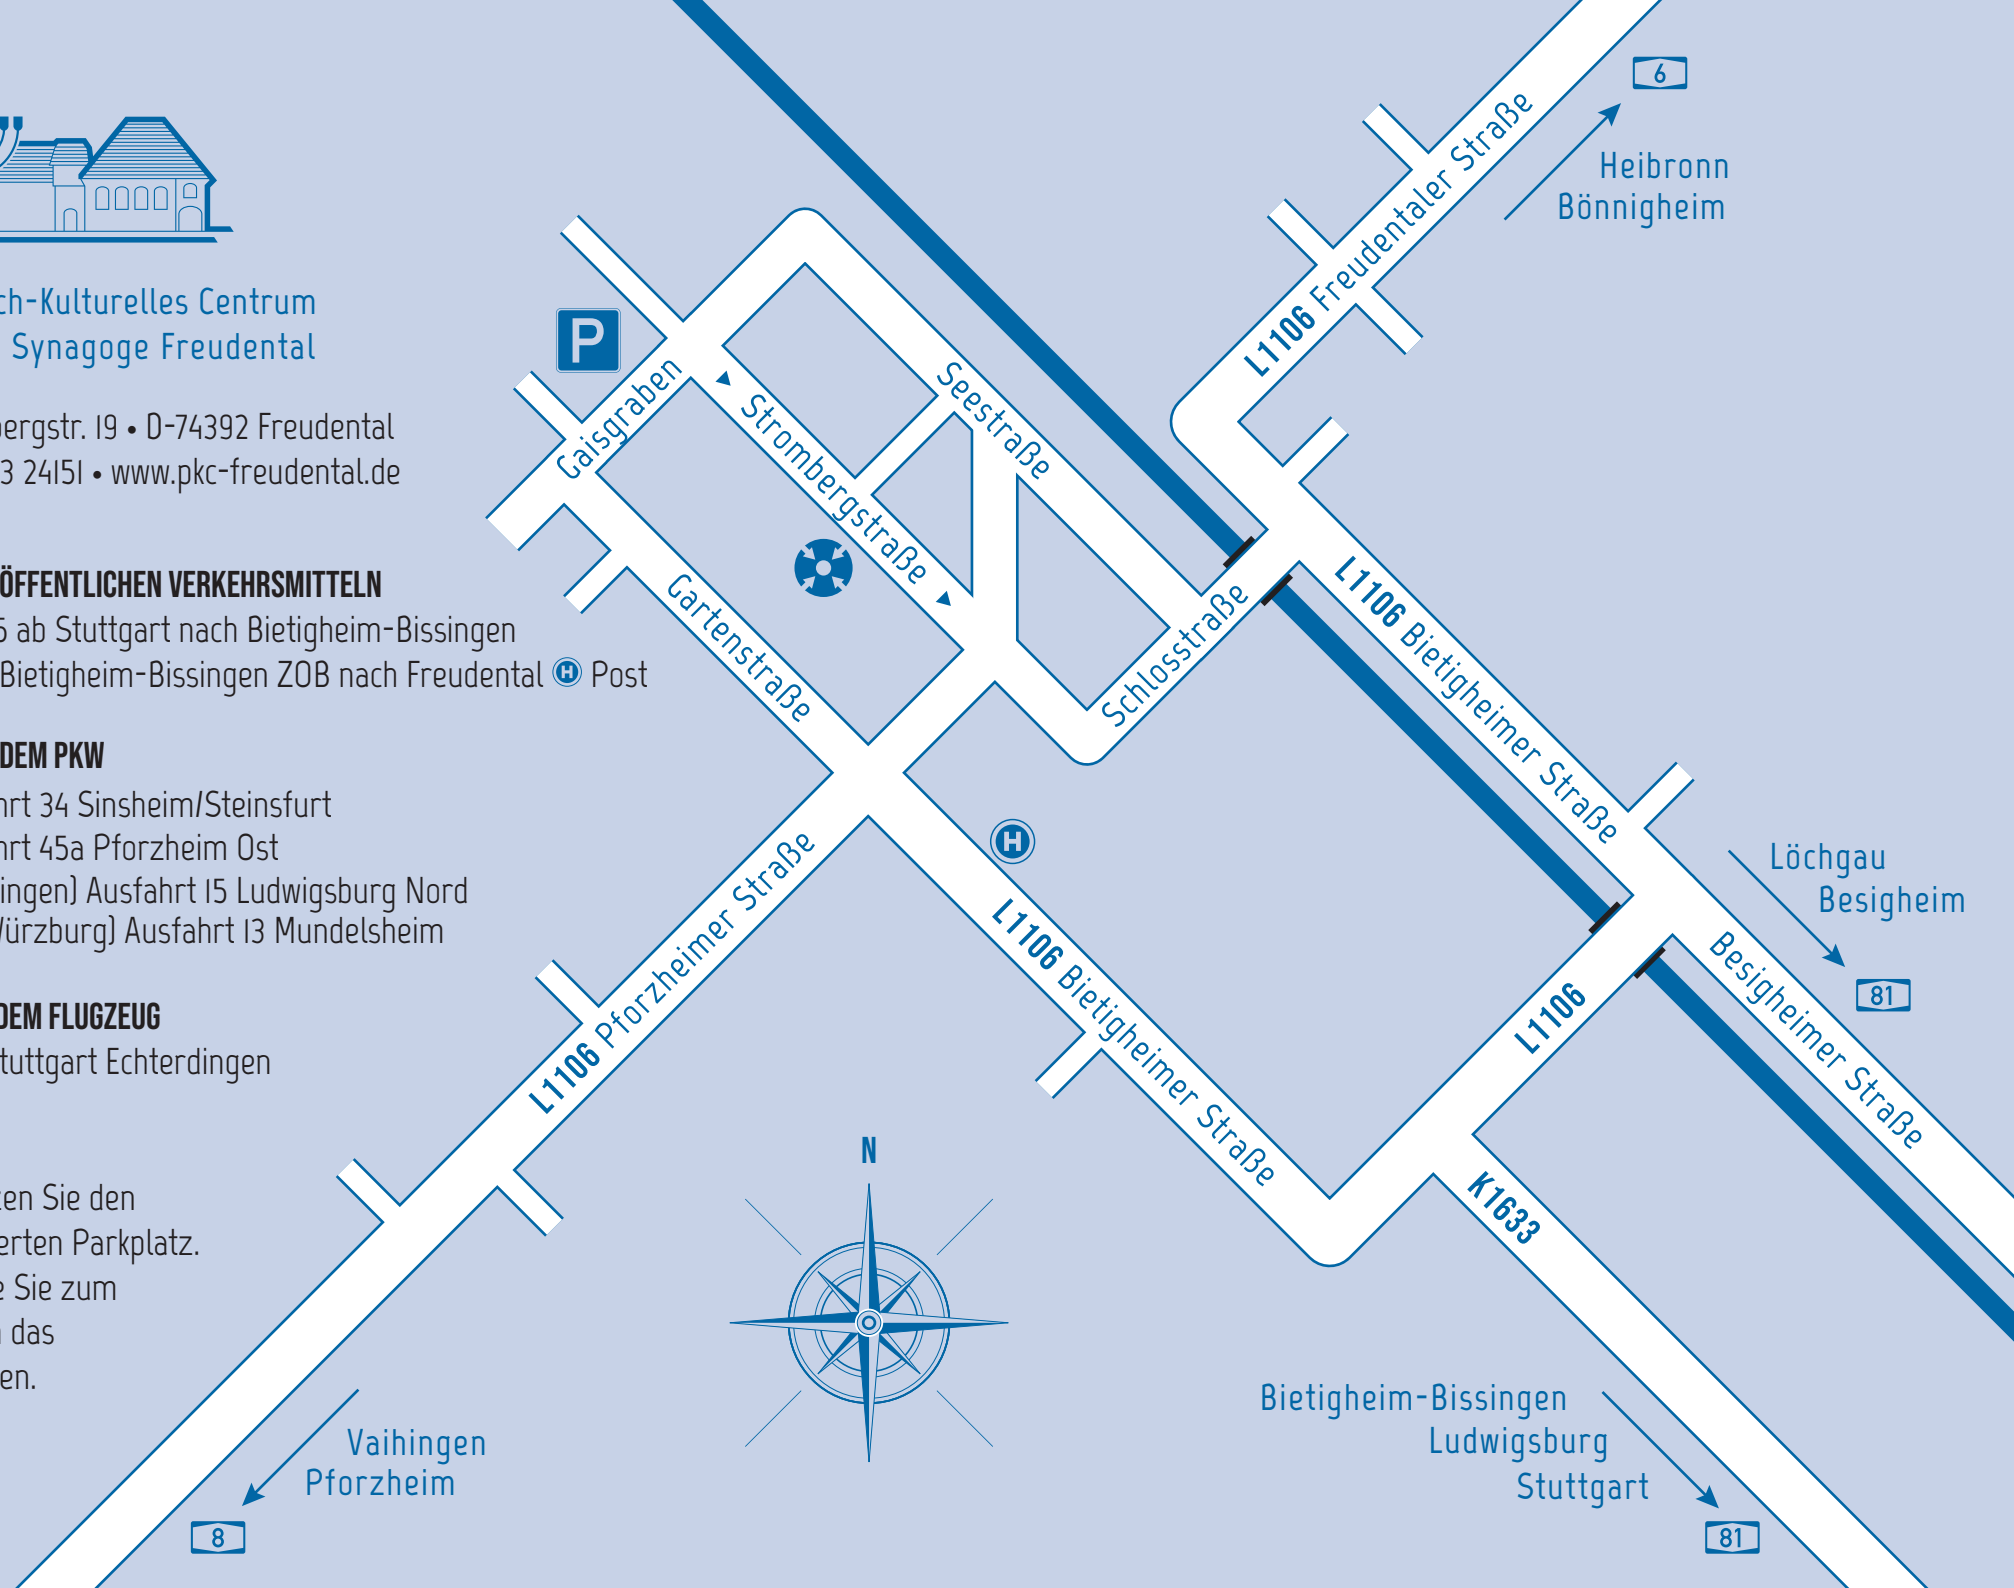 ch-Kulturelles Centrum
Synagoge Freudental
bergstr. 19 • D-74392 Freudental
3 24151 • www.pkc-freudental.de
ÖFFENTLICHEN VERKEHRSMITTELN
ab Stuttgart nach Bietigheim-Bissingen
Bietigheim-Bissingen ZOB nach Freudental H Post
DEM PKW
hrt 34 Sinsheim/Steinsfurt
hrt 45a Pforzheim Ost
ingen) Ausfahrt 15 Ludwigsburg Nord
Würzburg) Ausfahrt 13 Mundelsheim
DEM FLUGZEUG
Stuttgart Echterdingen
en Sie den
erten Parkplatz.
e Sie zum
das
en.
P
Gaisgraben
Strombergstraße
Seestraße
Gartenstraße
Schlosstraße
L1106 Freudentaler Straße
6
Heibronn
Bönnigheim
L1106 Bietigheimer Straße
H
L1106 Pforzheimer Straße
L1106 Bietigheimer Straße
L1106
Besigheimer Straße
Löchgau
Besigheim
81
K1633
N
Vaihingen
Pforzheim
8
Bietigheim-Bissingen
Ludwigsburg
Stuttgart
81